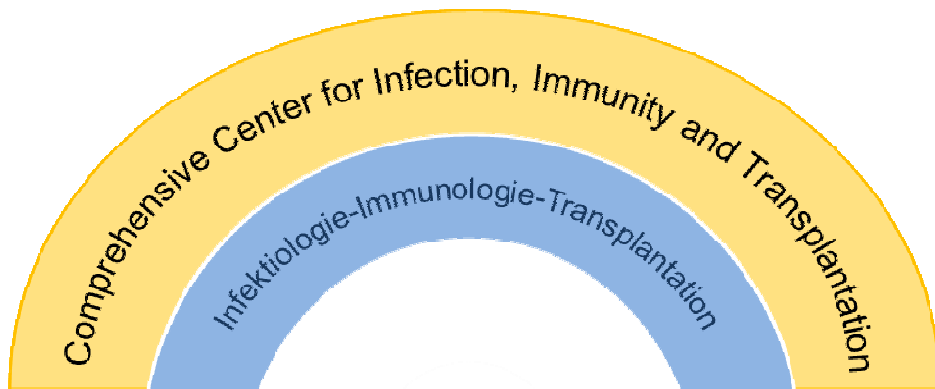 Comprehensive Center for Infection, Immunity and Transplantation
Infektiologie-Immunologie-Transplantation